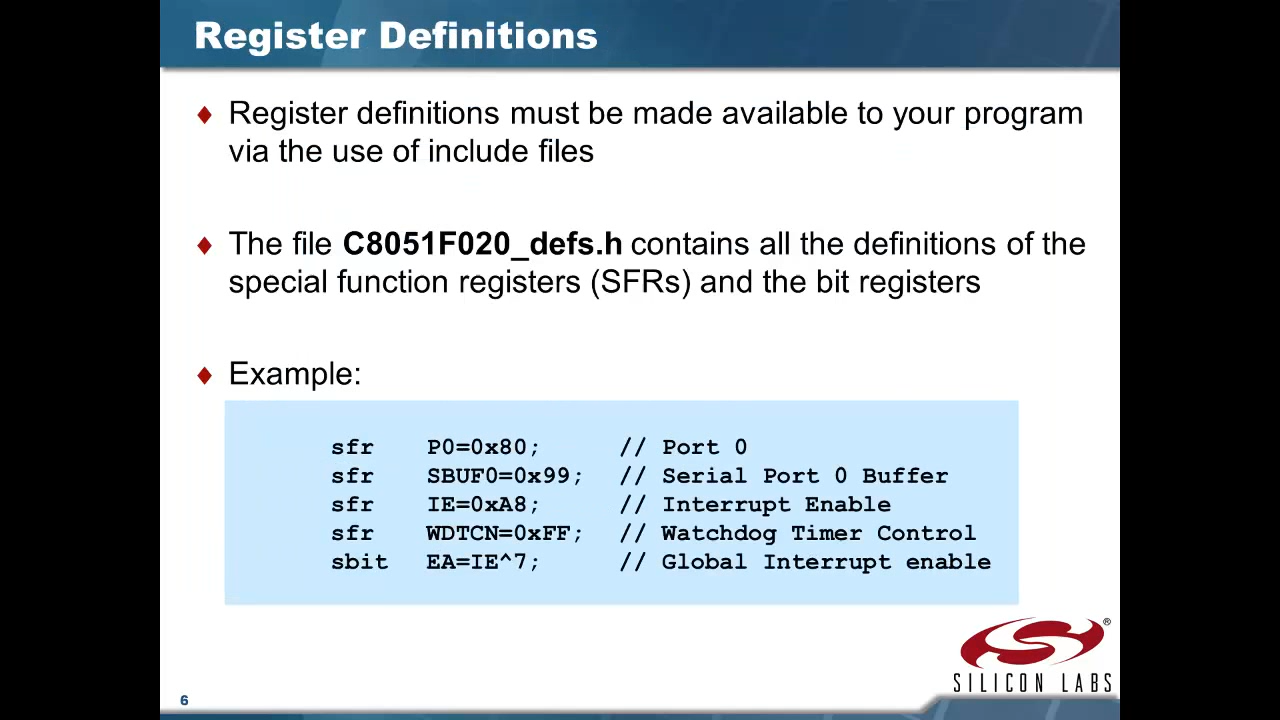 Register Definitions
♦ Register definitions must be made available to your program
via the use of include files
♦ The file C8051F020_defs.h contains all the definitions of the
special function registers (SFRs) and the bit registers
♦ Example:
sfr P0=0x80; // Port 0
sfr SBUF0=0x99; // Serial Port 0 Buffer
sfr IE=0xA8; // Interrupt Enable
sfr WDTCN=0xFF; // Watchdog Timer Control
sbit EA=IE^7; // Global Interrupt enable
®
SILICON LABS
6